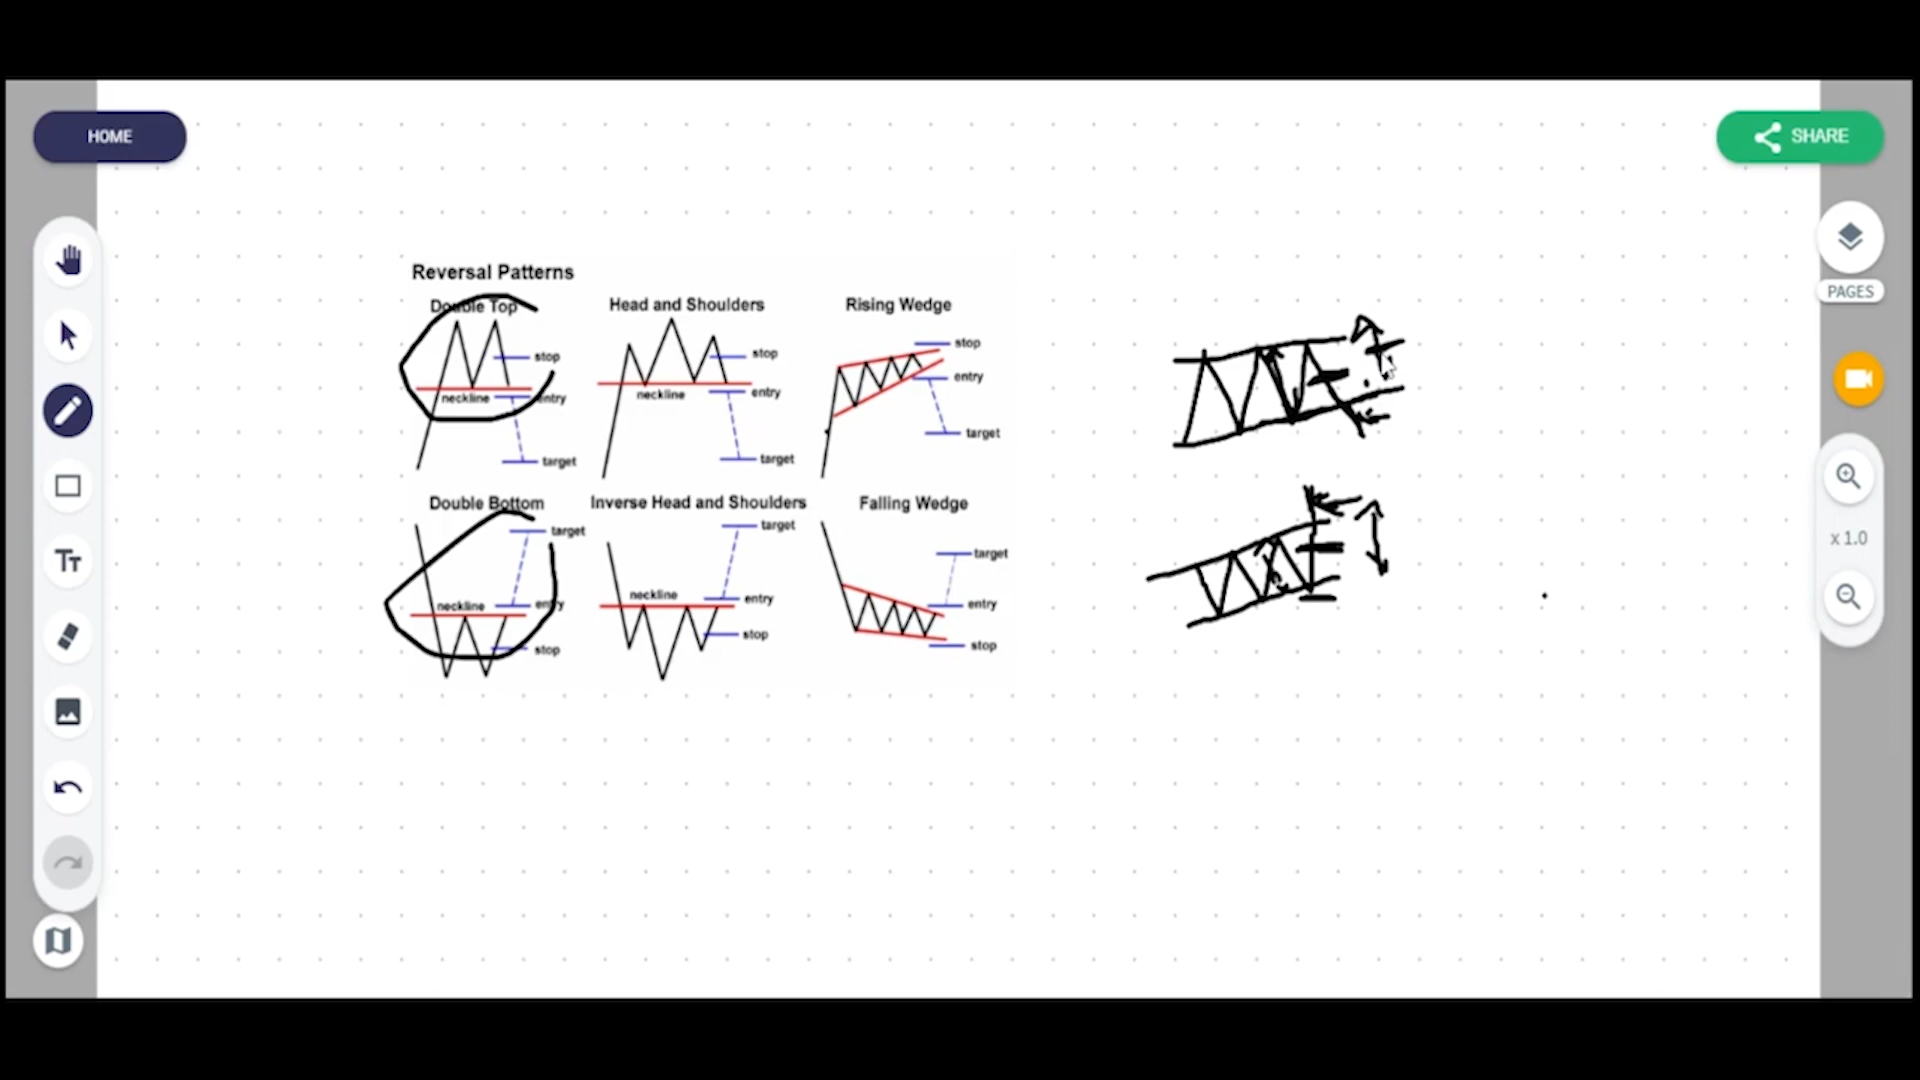 HOME
SHARE
PAGES
x 1.0
Tт
Reversal Patterns
Double Top
stop
neckline
entry
target
Head and Shoulders
stop
neckline
entry
target
Rising Wedge
stop
entry
target
Double Bottom
target
neckline
entry
stop
Inverse Head and Shoulders
target
neckline
entry
stop
Falling Wedge
target
entry
stop